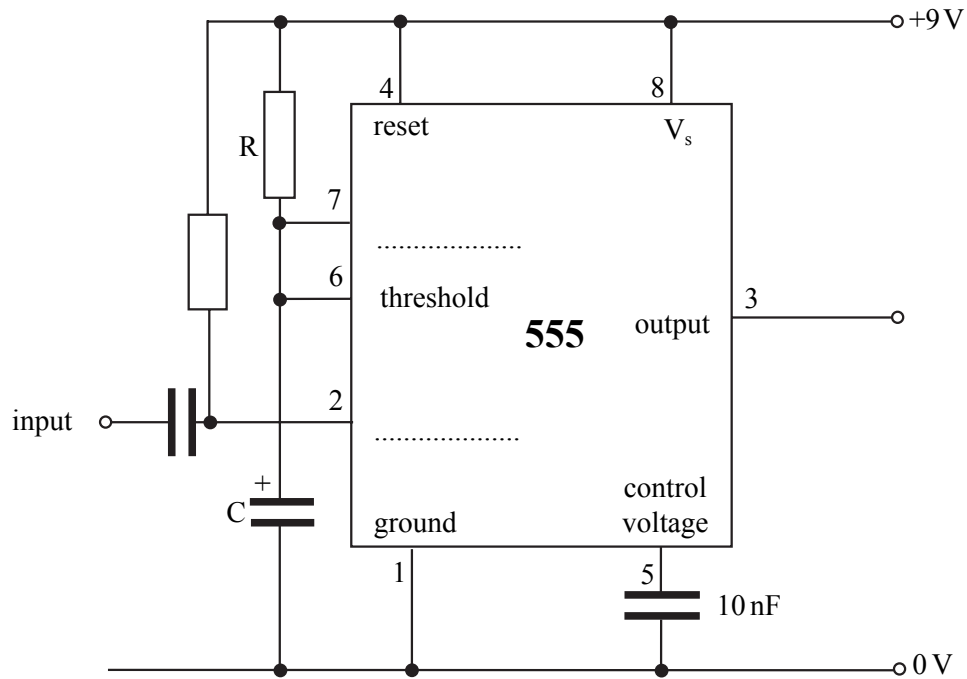 +9 V
4
8
reset
Vs
R
7
....................
6
threshold
3
555
output
2
input
....................
+
C
control
ground
voltage
1
5
10 nF
0 V